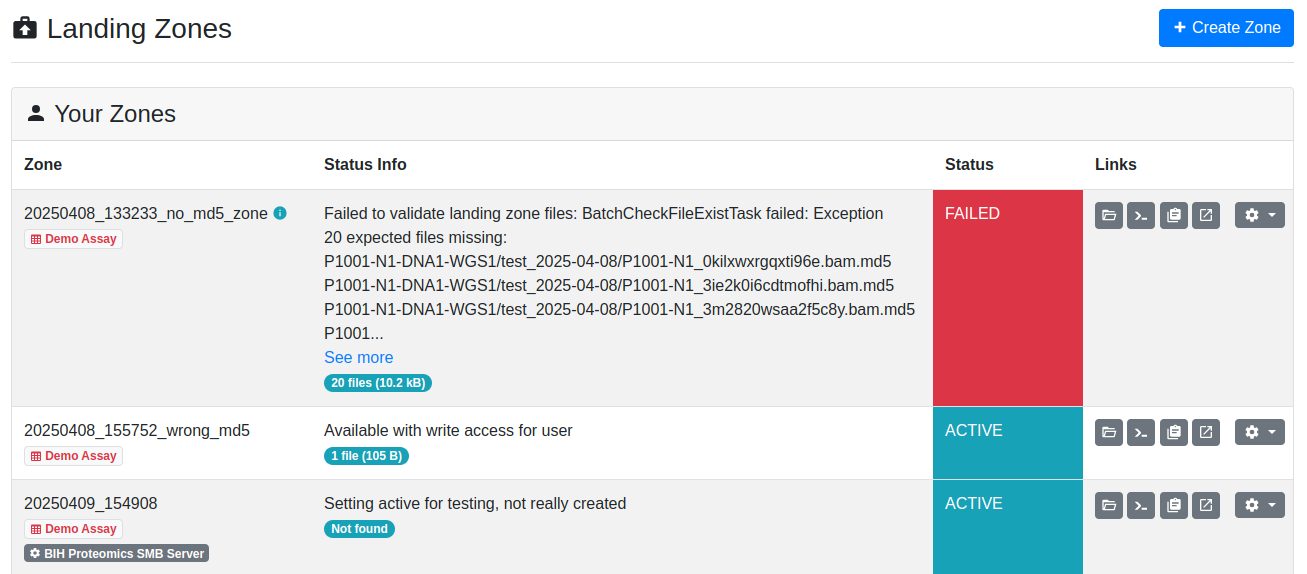 Landing Zones
Create Zone
Your Zones
Zone Status Info Status Links
20250408_133233_no_md5_zone
Demo Assay
Failed to validate landing zone files: BatchCheckFileExistTask failed: Exception
20 expected files missing:
P1001-N1-DNA1-WGS1/test_2025-04-08/P1001-N1_0kilxwxrgqxti96e.bam.md5
P1001-N1-DNA1-WGS1/test_2025-04-08/P1001-N1_3ie2k0i6cdtmofhi.bam.md5
P1001-N1-DNA1-WGS1/test_2025-04-08/P1001-N1_3m2820wsaa2f5c8y.bam.md5
P1001...
See more
20 files (10.2 kB)
FAILED
20250408_155752_wrong_md5
Demo Assay
Available with write access for user
1 file (105 B)
ACTIVE
20250409_154908
Demo Assay
BIH Proteomics SMB Server
Setting active for testing, not really created
Not found
ACTIVE